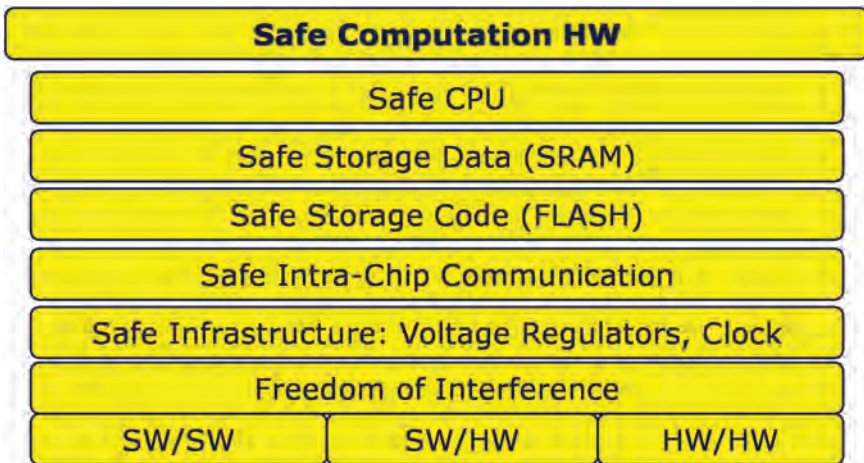 Safe Computation HW
Safe CPU
Safe Storage Data (SRAM)
Safe Storage Code (FLASH)
Safe Intra-Chip Communication
Safe Infrastructure: Voltage Regulators, Clock
Freedom of Interference
SW/SW SW/HW HW/HW